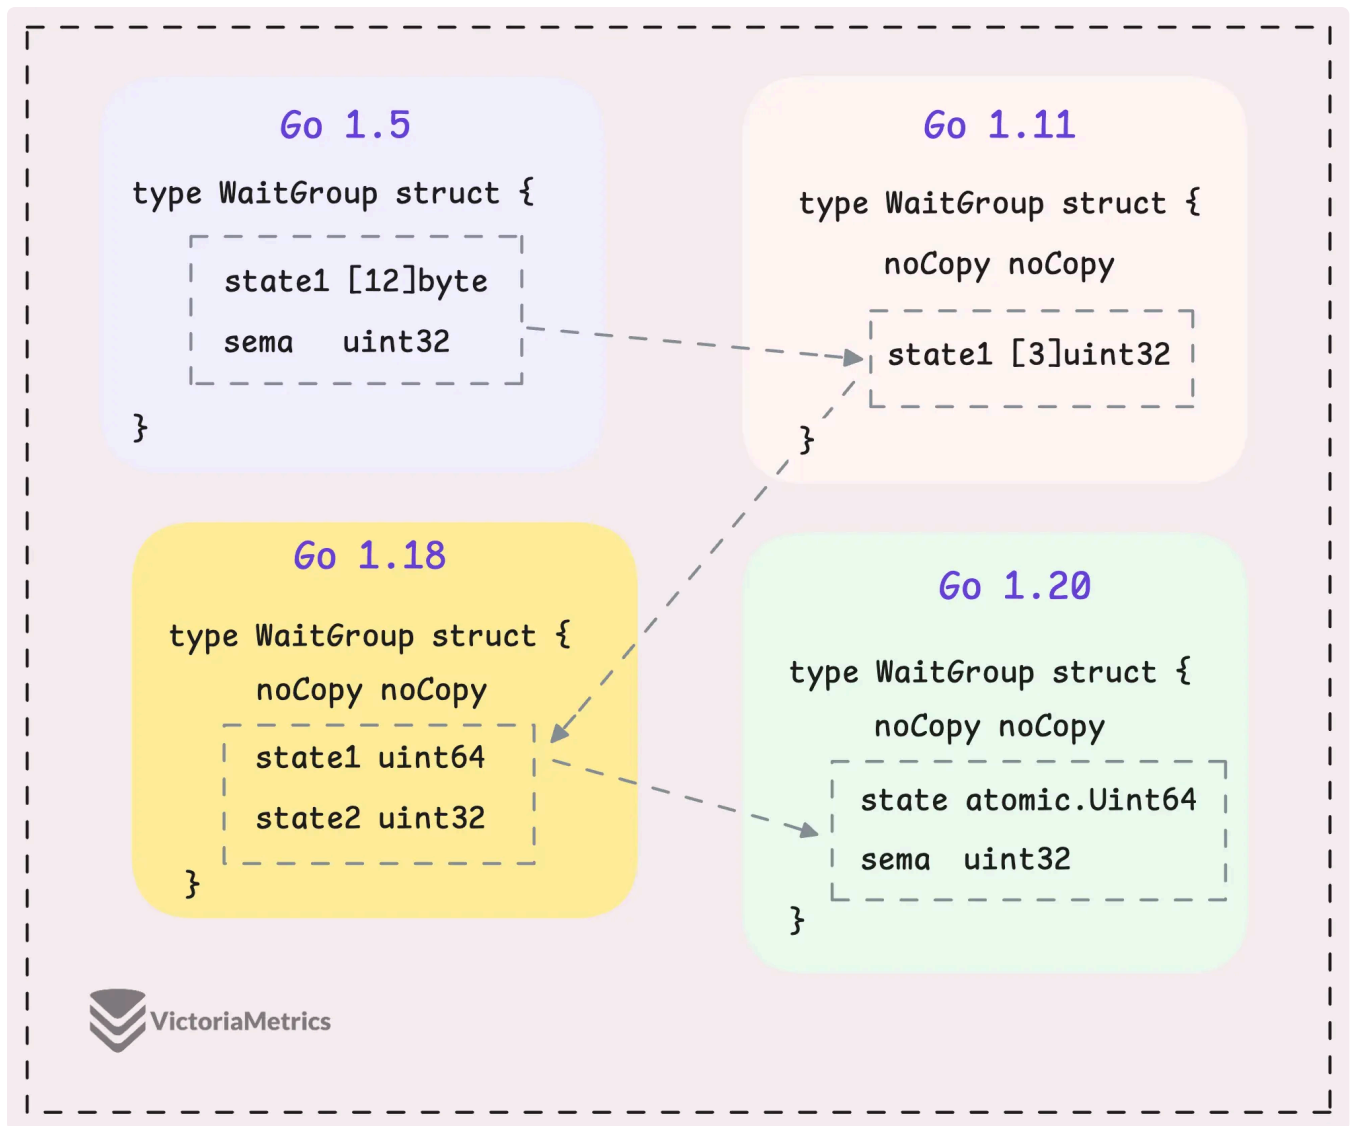 Go 1.5
type WaitGroup struct {
state1 [12]byte
sema uint32
}
Go 1.11
type WaitGroup struct {
noCopy noCopy
state1 [3]uint32
}
Go 1.18
type WaitGroup struct {
noCopy noCopy
state1 uint64
state2 uint32
}
Go 1.20
type WaitGroup struct {
noCopy noCopy
state atomic.Uint64
sema uint32
}
VictoriaMetrics